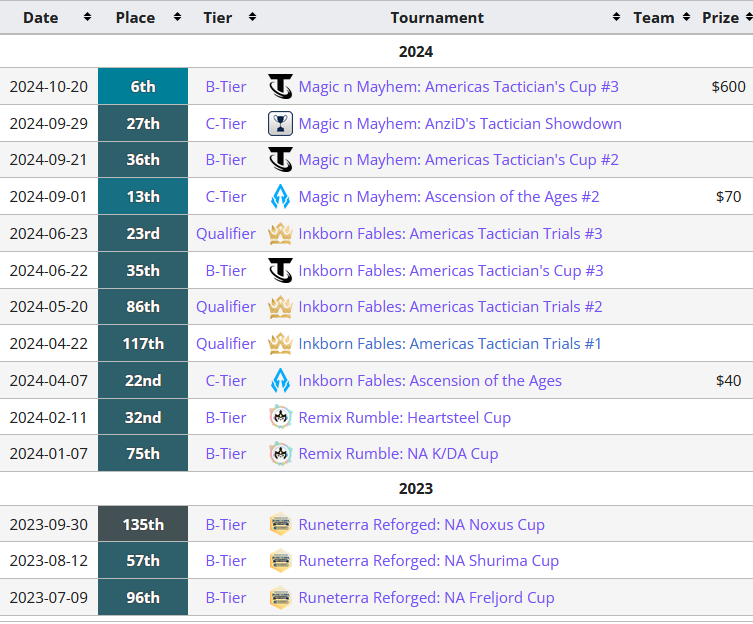 Date Place Tier Tournament Team Prize
2024
2024-10-20 6th B-Tier Magic n Mayhem: Americas Tactician's Cup #3 $600
2024-09-29 27th C-Tier Magic n Mayhem: AnziD's Tactician Showdown
2024-09-21 36th B-Tier Magic n Mayhem: Americas Tactician's Cup #2
2024-09-01 13th C-Tier Magic n Mayhem: Ascension of the Ages #2 $70
2024-06-23 23rd Qualifier Inkborn Fables: Americas Tactician Trials #3
2024-06-22 35th B-Tier Inkborn Fables: Americas Tactician's Cup #3
2024-05-20 86th Qualifier Inkborn Fables: Americas Tactician Trials #2
2024-04-22 117th Qualifier Inkborn Fables: Americas Tactician Trials #1
2024-04-07 22nd C-Tier Inkborn Fables: Ascension of the Ages $40
2024-02-11 32nd B-Tier Remix Rumble: Heartsteel Cup
2024-01-07 75th B-Tier Remix Rumble: NA K/DA Cup
2023
2023-09-30 135th B-Tier Runeterra Reforged: NA Noxus Cup
2023-08-12 57th B-Tier Runeterra Reforged: NA Shurima Cup
2023-07-09 96th B-Tier Runeterra Reforged: NA Freljord Cup